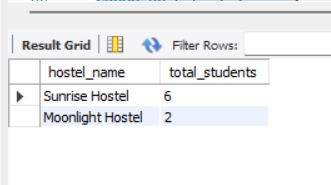 Result Grid Filter Rows:
hostel_name total_students
Sunrise Hostel 6
Moonlight Hostel 2